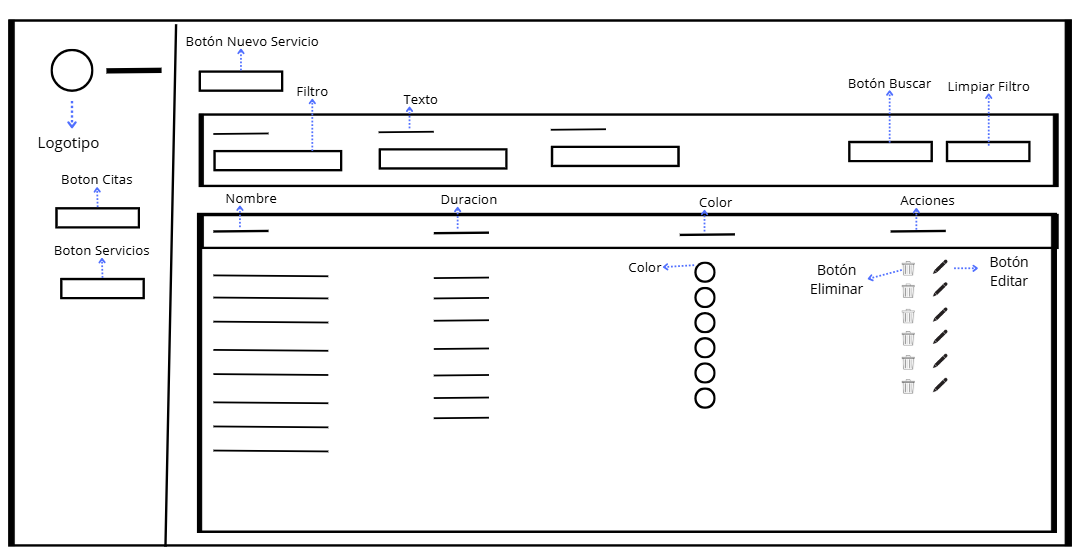 Botón Nuevo Servicio
Filtro
Texto
Botón Buscar
Limpiar Filtro
Logotipo
Boton Citas
Boton Servicios
Nombre
Duracion
Color
Acciones
Color
Botón
Eliminar
Botón
Editar